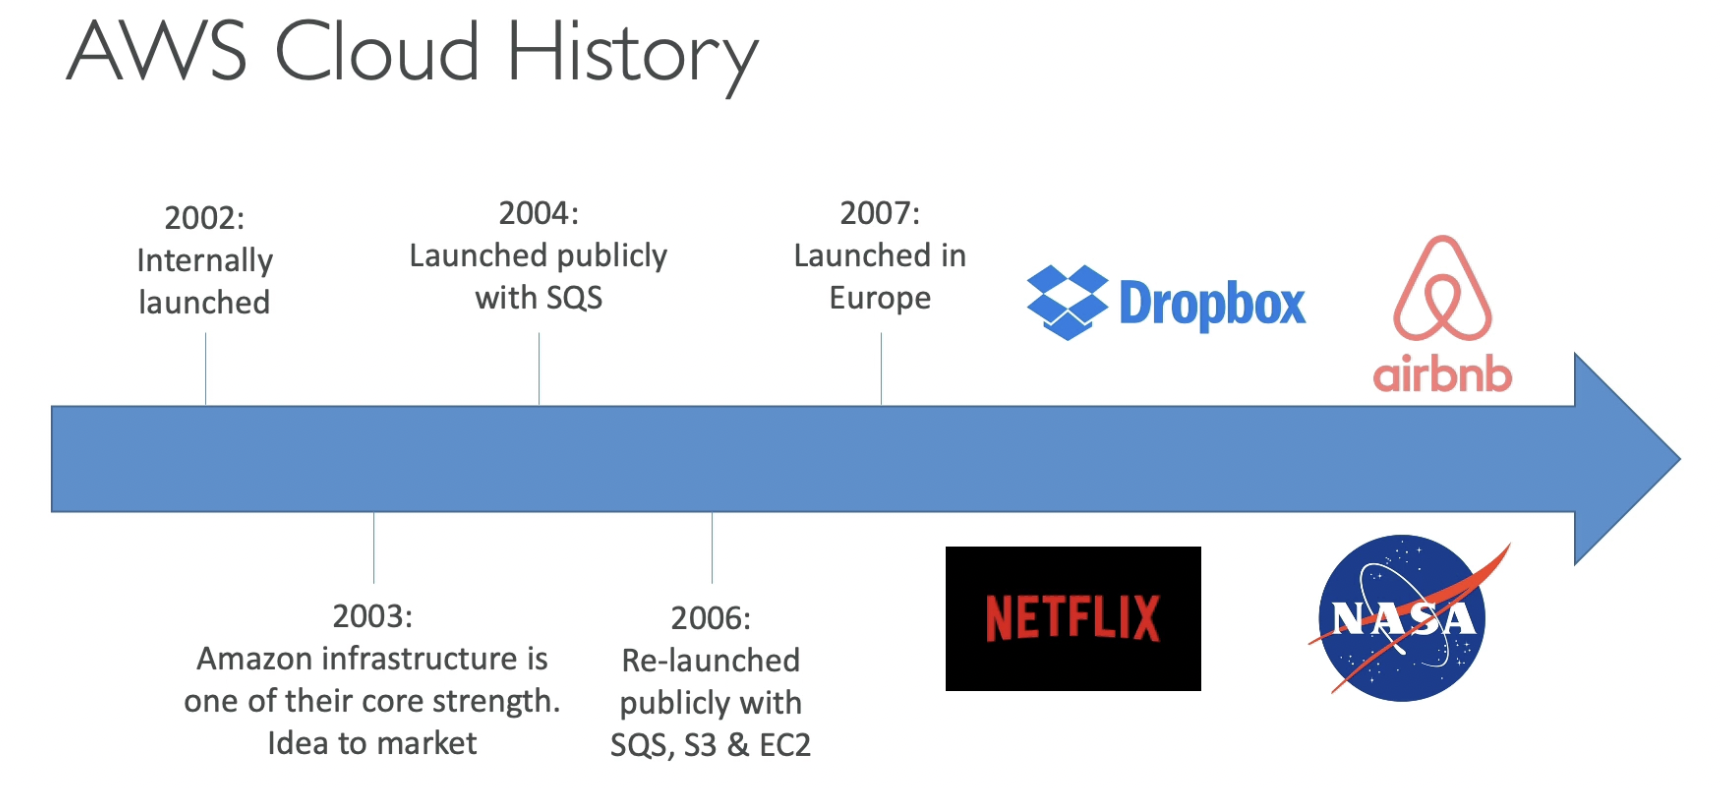 AWS Cloud History
2002:
Internally
launched
2004:
Launched publicly
with SQS
2007:
Launched in
Europe
Dropbox
airbnb
2003:
Amazon infrastructure is
one of their core strength.
Idea to market
2006:
Re-launched
publicly with
SQS, S3 & EC2
NETFLIX
NASA